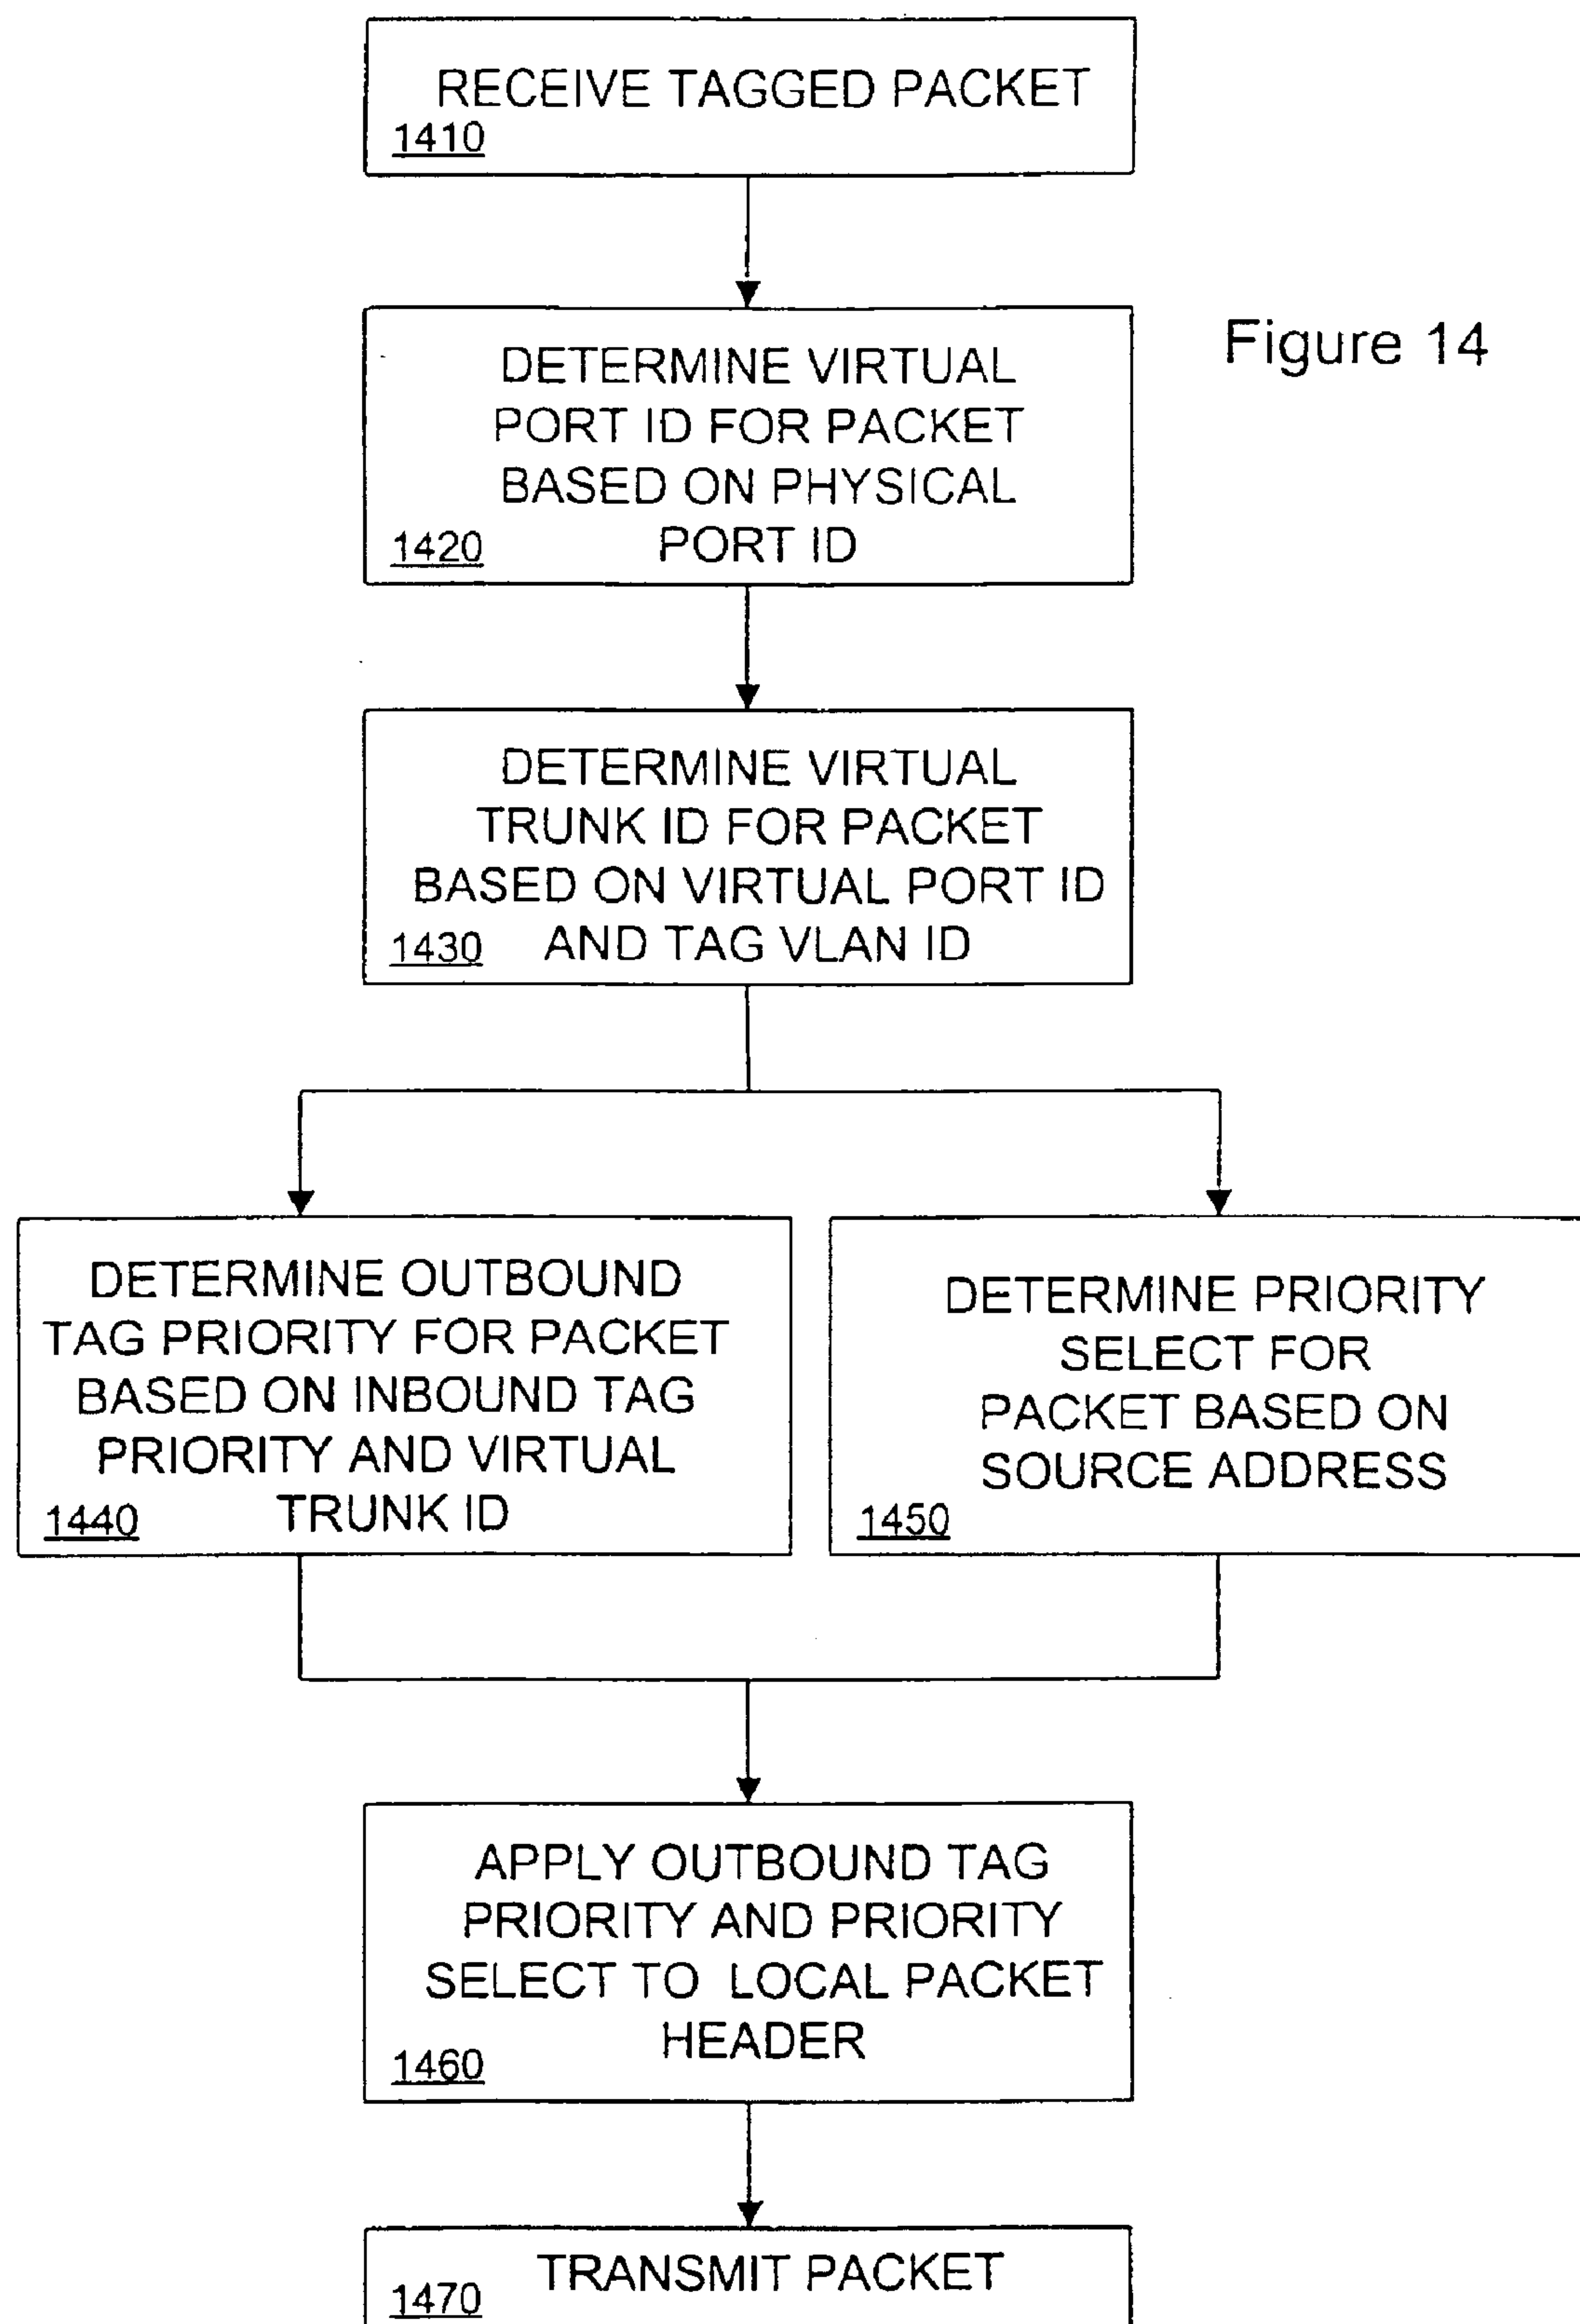 RECEIVE TAGGED PACKET
1410
Figure 14
DETERMINE VIRTUAL
PORT ID FOR PACKET
BASED ON PHYSICAL
PORT ID
1420
DETERMINE VIRTUAL
TRUNK ID FOR PACKET
BASED ON VIRTUAL PORT ID
AND TAG VLAN ID
1430
DETERMINE OUTBOUND
TAG PRIORITY FOR PACKET
BASED ON INBOUND TAG
PRIORITY AND VIRTUAL
TRUNK ID
1440
DETERMINE PRIORITY
SELECT FOR
PACKET BASED ON
SOURCE ADDRESS
1450
APPLY OUTBOUND TAG
PRIORITY AND PRIORITY
SELECT TO LOCAL PACKET
HEADER
1460
TRANSMIT PACKET
1470